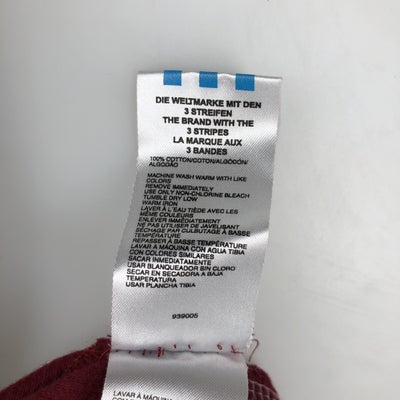 DIE WELTMARKE MIT DEN
3 STREIFEN
THE BRAND WITH THE
3 STRIPES
LA MARQUE AUX
3 BANDES
100% COTTON/COTON/ALGODÓN/
ALGODÃO
MACHINE WASH WARM WITH LIKE
COLORS
REMOVE IMMEDIATELY
USE ONLY NON-CHLORINE BLEACH
TUMBLE DRY LOW
WARM IRON
LAVER À L'EAU TIÈDE AVEC LES
MÊME COULEURS
ENLEVER IMMÉDIATEMENT
NE PAS UTILISER DE JAVELISANT
SÉCHAGE PAR CULBUTAGE À BASSE
TEMPÉRATURE
REPASSER À BASSE TEMPÉRATURE
LAVAR A MÁQUINA CON AGUA TIBIA
CON COLORES SIMILARES
SACAR INMEDIATAMENTE
USAR BLANQUEADOR SIN CLORO
SECAR EN SECADORA A BAJA
TEMPERATURA
USAR PLANCHA TIBIA
939005
LAVAR À MÁQUIN